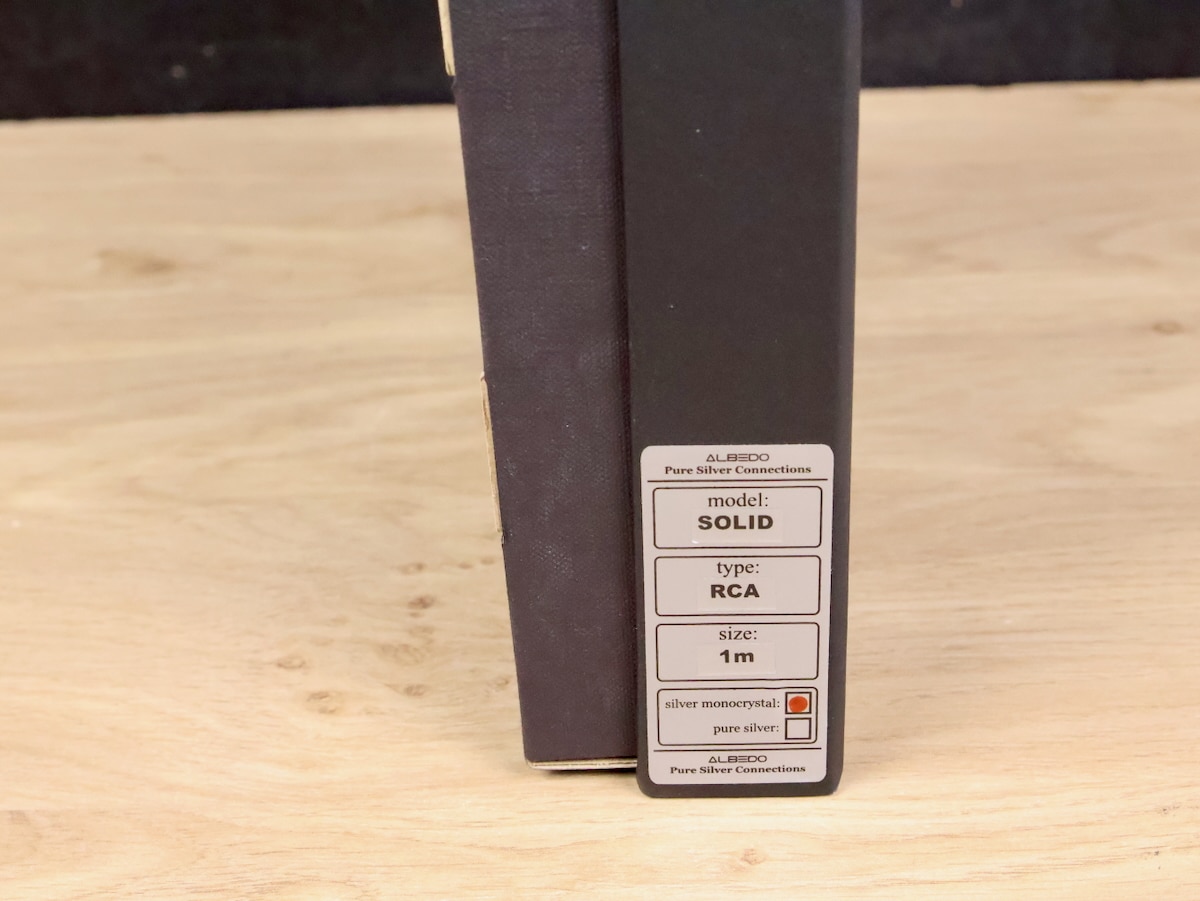 ALBEDO
Pure Silver Connections
model:
SOLID
type:
RCA
size:
1m
silver monocrystal:
pure silver:
ALBEDO
Pure Silver Connections